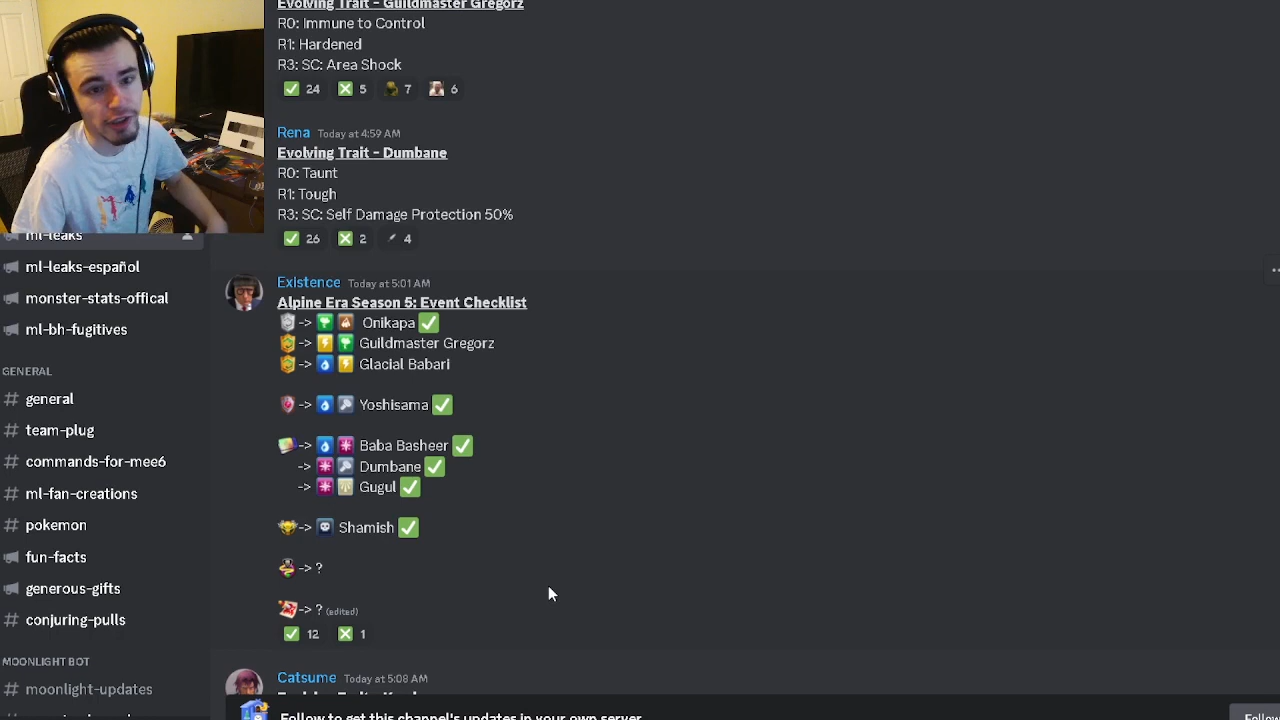 Evolving Trait - Guildmaster Gregorz
R0: Immune to Control
R1: Hardened
R3: SC: Area Shock
24 5 7 6
Rena Today at 4:59 AM
Evolving Trait - Dumbane
R0: Taunt
R1: Tough
R3: SC: Self Damage Protection 50%
26 2 4
Existence Today at 5:01 AM
Alpine Era Season 5: Event Checklist
-> Onikapa
-> Guildmaster Gregorz
-> Glacial Babari
-> Yoshisama
-> Baba Basheer
-> Dumbane
-> Gugul
-> Shamish
-> ?
-> ? (edited)
12 1
Catsume Today at 5:08 AM
Follow to get this channel's updates in your own server
Follow
ml-leaks
ml-leaks-español
monster-stats-offical
ml-bh-fugitives
GENERAL
# general
# team-plug
# commands-for-mee6
# ml-fan-creations
# pokemon
fun-facts
generous-gifts
# conjuring-pulls
MOONLIGHT BOT
# moonlight-updates